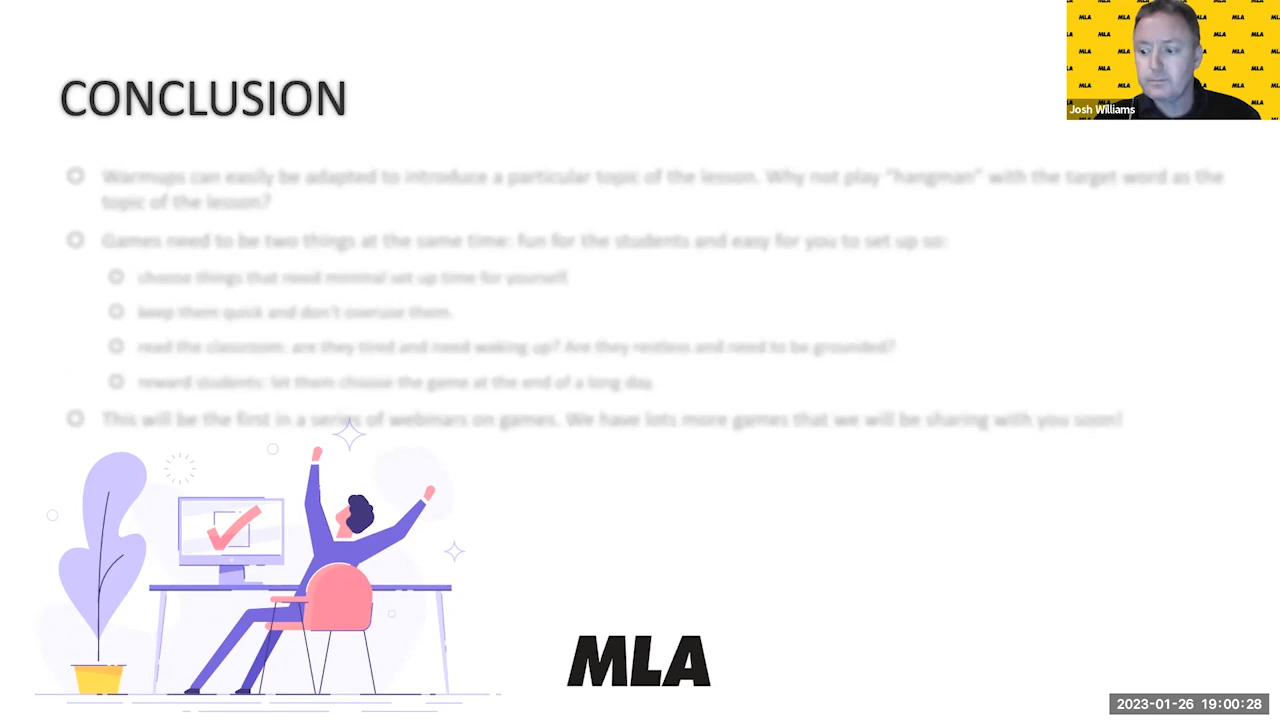 CONCLUSION
Warmups can easily be adapted to introduce a particular topic of the lesson. Why not play "hangman" with the target word as the
topic of the lesson?
Games need to be two things at the same time: fun for the students and easy for you to set up so:
choose things that need minimal set up time for yourself.
keep them quick and don't overuse them.
read the classroom: are they tired and need waking up? Are they restless and need to be grounded?
reward students: let them choose the game at the end of a long day.
This will be the first in a series of webinars on games. We have lots more games that we will be sharing with you soon!
MLA
Josh Williams
2023-01-26 19:00:28